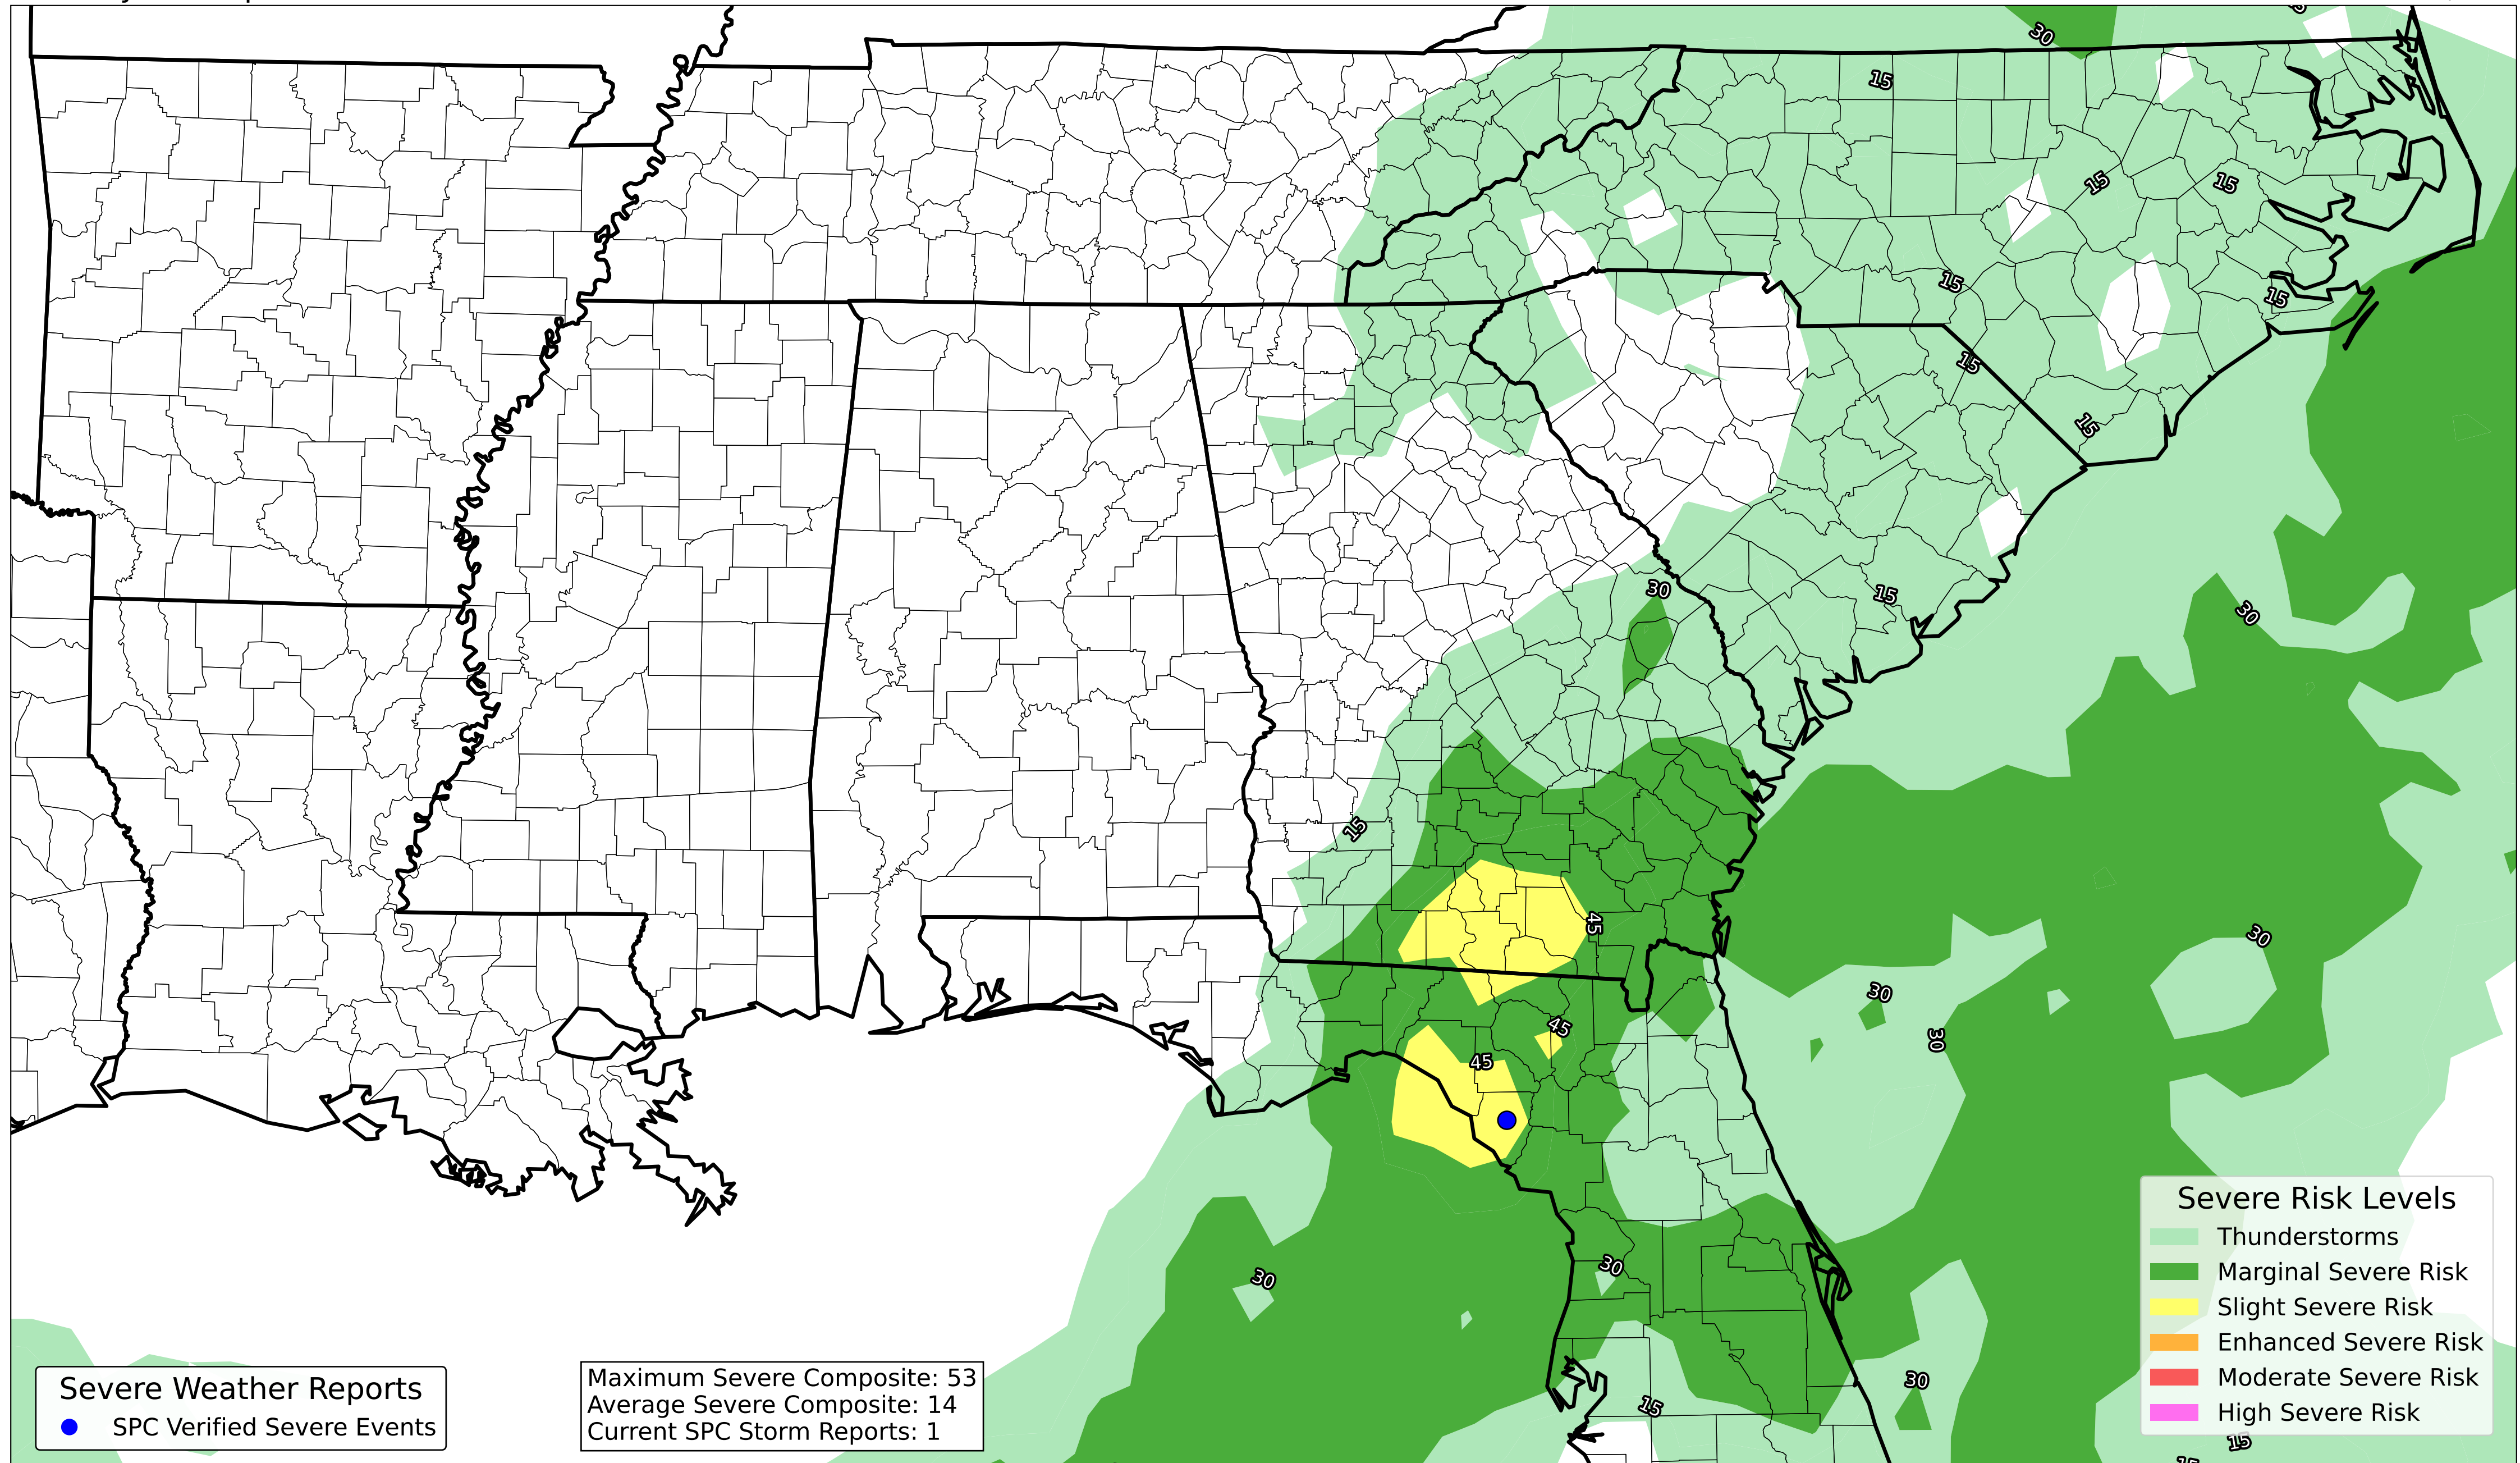 30
15
15
15
15
15
15
15
30
15
30
15
45
30
30
30
45
45
30
30
30
15
15
Severe Risk Levels
Thunderstorms
Marginal Severe Risk
Slight Severe Risk
Enhanced Severe Risk
Moderate Severe Risk
High Severe Risk
Severe Weather Reports
SPC Verified Severe Events
Maximum Severe Composite: 53
Average Severe Composite: 14
Current SPC Storm Reports: 1